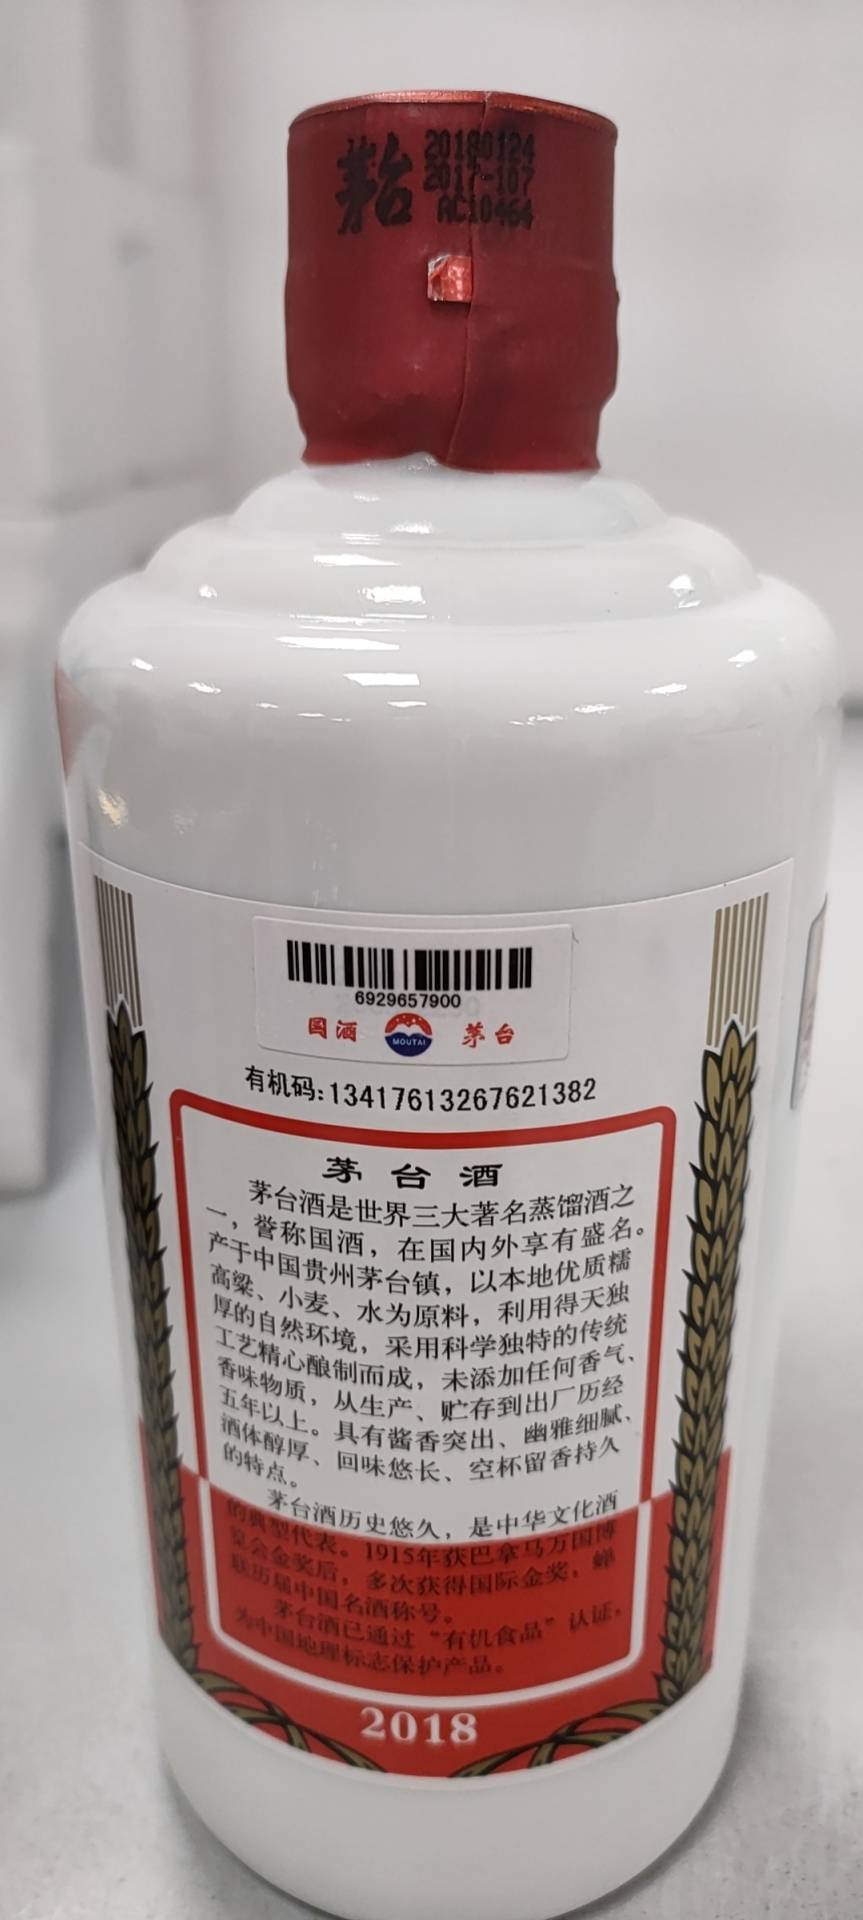 茅台
20180124
2017-107
AC10464
6929657900
国酒 MOUTAI 茅台
有机码:13417613267621382
茅台酒
茅台酒是世界三大著名蒸馏酒之
一，誉称国酒，在国内外享有盛名。
产于中国贵州茅台镇，以本地优质糯
高粱、小麦、水为原料，利用得天独
厚的自然环境，采用科学独特的传统
工艺精心酿制而成，未添加任何香气、
香味物质，从生产、贮存到出厂历经
五年以上。具有酱香突出、幽雅细腻、
酒体醇厚、回味悠长、空杯留香持久
的特点。
茅台酒历史悠久，是中华文化酒
的典型代表。1915年获巴拿马万国博
览会金奖后，多次获得国际金奖，蝉
联历届中国名酒称号。
茅台酒已通过“有机食品”认证，
为中国地理标志保护产品。
2018